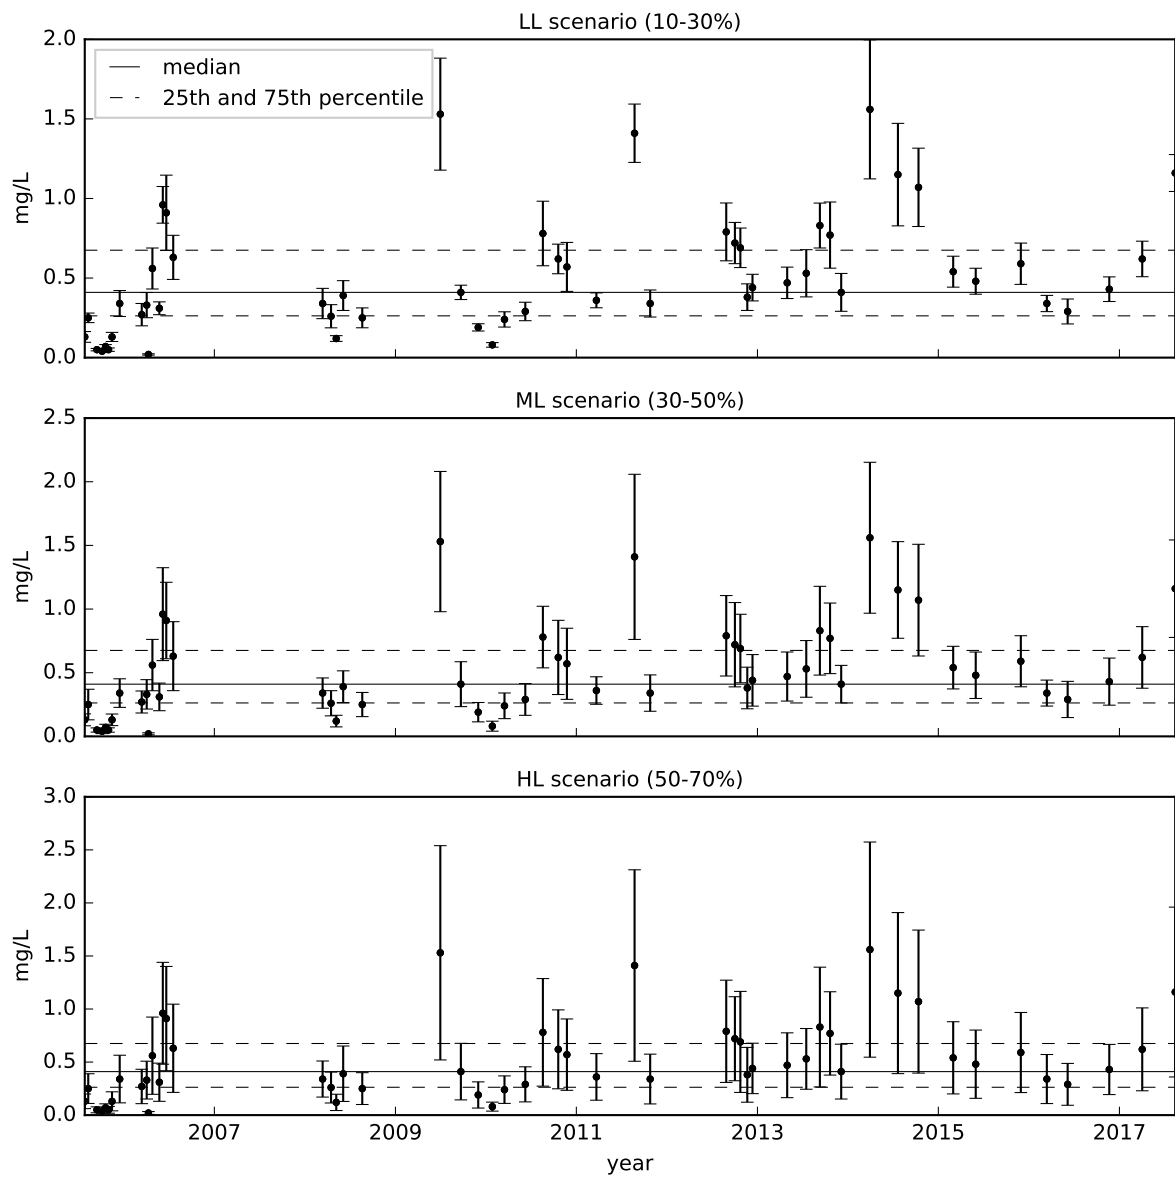 LL scenario (10-30%)
2.0
1.5
1.0
0.5
0.0
mg/L
median
25th and 75th percentile
ML scenario (30-50%)
2.5
2.0
1.5
1.0
0.5
0.0
mg/L
HL scenario (50-70%)
3.0
2.5
2.0
1.5
1.0
0.5
0.0
mg/L
2007 2009 2011 2013 2015 2017
year